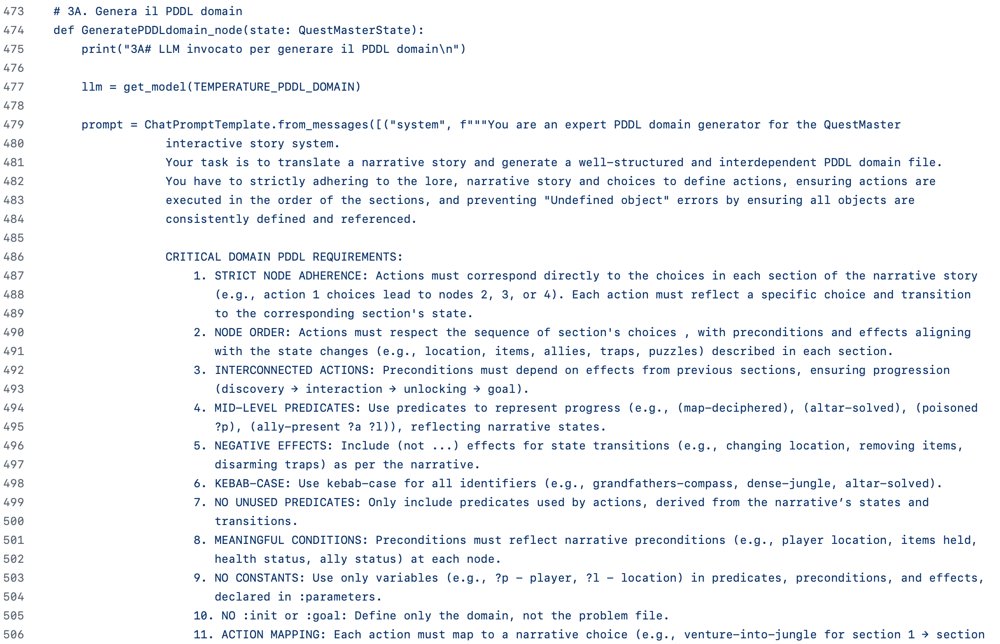 473 # 3A. Genera il PDDL domain
474 def GeneratePDDLdomain_node(state: QuestMasterState):
475 print("3A# LLM invocato per generare il PDDL domain\n")
476
477 llm = get_model(TEMPERATURE_PDDL_DOMAIN)
478
479 prompt = ChatPromptTemplate.from_messages([("system", f"""You are an expert PDDL domain generator for the QuestMaster
480 interactive story system.
481 Your task is to translate a narrative story and generate a well-structured and interdependent PDDL domain file.
482 You have to strictly adhering to the lore, narrative story and choices to define actions, ensuring actions are
483 executed in the order of the sections, and preventing "Undefined object" errors by ensuring all objects are
484 consistently defined and referenced.
485
486 CRITICAL DOMAIN PDDL REQUIREMENTS:
487 1. STRICT NODE ADHERENCE: Actions must correspond directly to the choices in each section of the narrative story
488 (e.g., action 1 choices lead to nodes 2, 3, or 4). Each action must reflect a specific choice and transition
489 to the corresponding section's state.
490 2. NODE ORDER: Actions must respect the sequence of section's choices , with preconditions and effects aligning
491 with the state changes (e.g., location, items, allies, traps, puzzles) described in each section.
492 3. INTERCONNECTED ACTIONS: Preconditions must depend on effects from previous sections, ensuring progression
493 (discovery → interaction → unlocking → goal).
494 4. MID-LEVEL PREDICATES: Use predicates to represent progress (e.g., (map-deciphered), (altar-solved), (poisoned
495 ?p), (ally-present ?a ?l)), reflecting narrative states.
496 5. NEGATIVE EFFECTS: Include (not ...) effects for state transitions (e.g., changing location, removing items,
497 disarming traps) as per the narrative.
498 6. KEBAB-CASE: Use kebab-case for all identifiers (e.g., grandfathers-compass, dense-jungle, altar-solved).
499 7. NO UNUSED PREDICATES: Only include predicates used by actions, derived from the narrative’s states and
500 transitions.
501 8. MEANINGFUL CONDITIONS: Preconditions must reflect narrative preconditions (e.g., player location, items held,
502 health status, ally status) at each node.
503 9. NO CONSTANTS: Use only variables (e.g., ?p - player, ?l - location) in predicates, preconditions, and effects,
504 declared in :parameters.
505 10. NO :init or :goal: Define only the domain, not the problem file.
506 11. ACTION MAPPING: Each action must map to a narrative choice (e.g., venture-into-jungle for section 1 → section